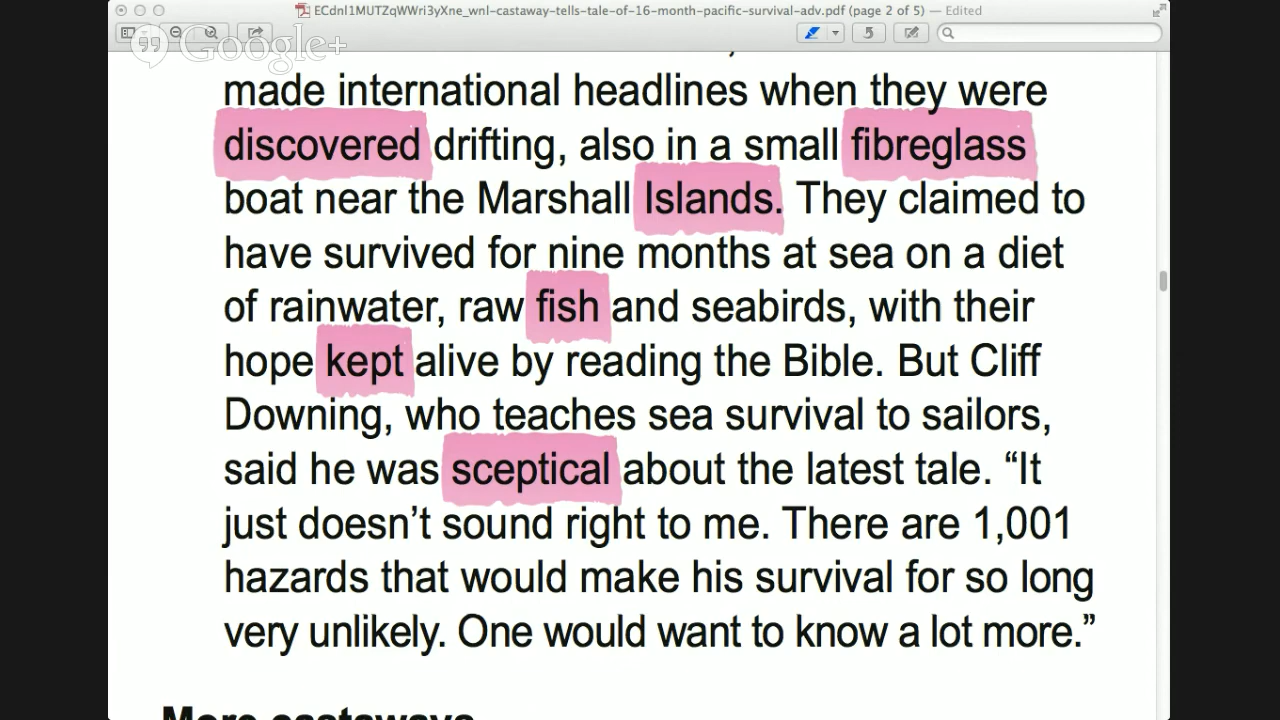 ECdnl1MUTZqWWri3yXne_wnl-castaway-tells-tale-of-16-month-pacific-survival-adv.pdf (page 2 of 5) — Edited
Google+
made international headlines when they were
discovered drifting, also in a small fibreglass
boat near the Marshall Islands. They claimed to
have survived for nine months at sea on a diet
of rainwater, raw fish and seabirds, with their
hope kept alive by reading the Bible. But Cliff
Downing, who teaches sea survival to sailors,
said he was sceptical about the latest tale. “It
just doesn’t sound right to me. There are 1,001
hazards that would make his survival for so long
very unlikely. One would want to know a lot more.”
More castaways